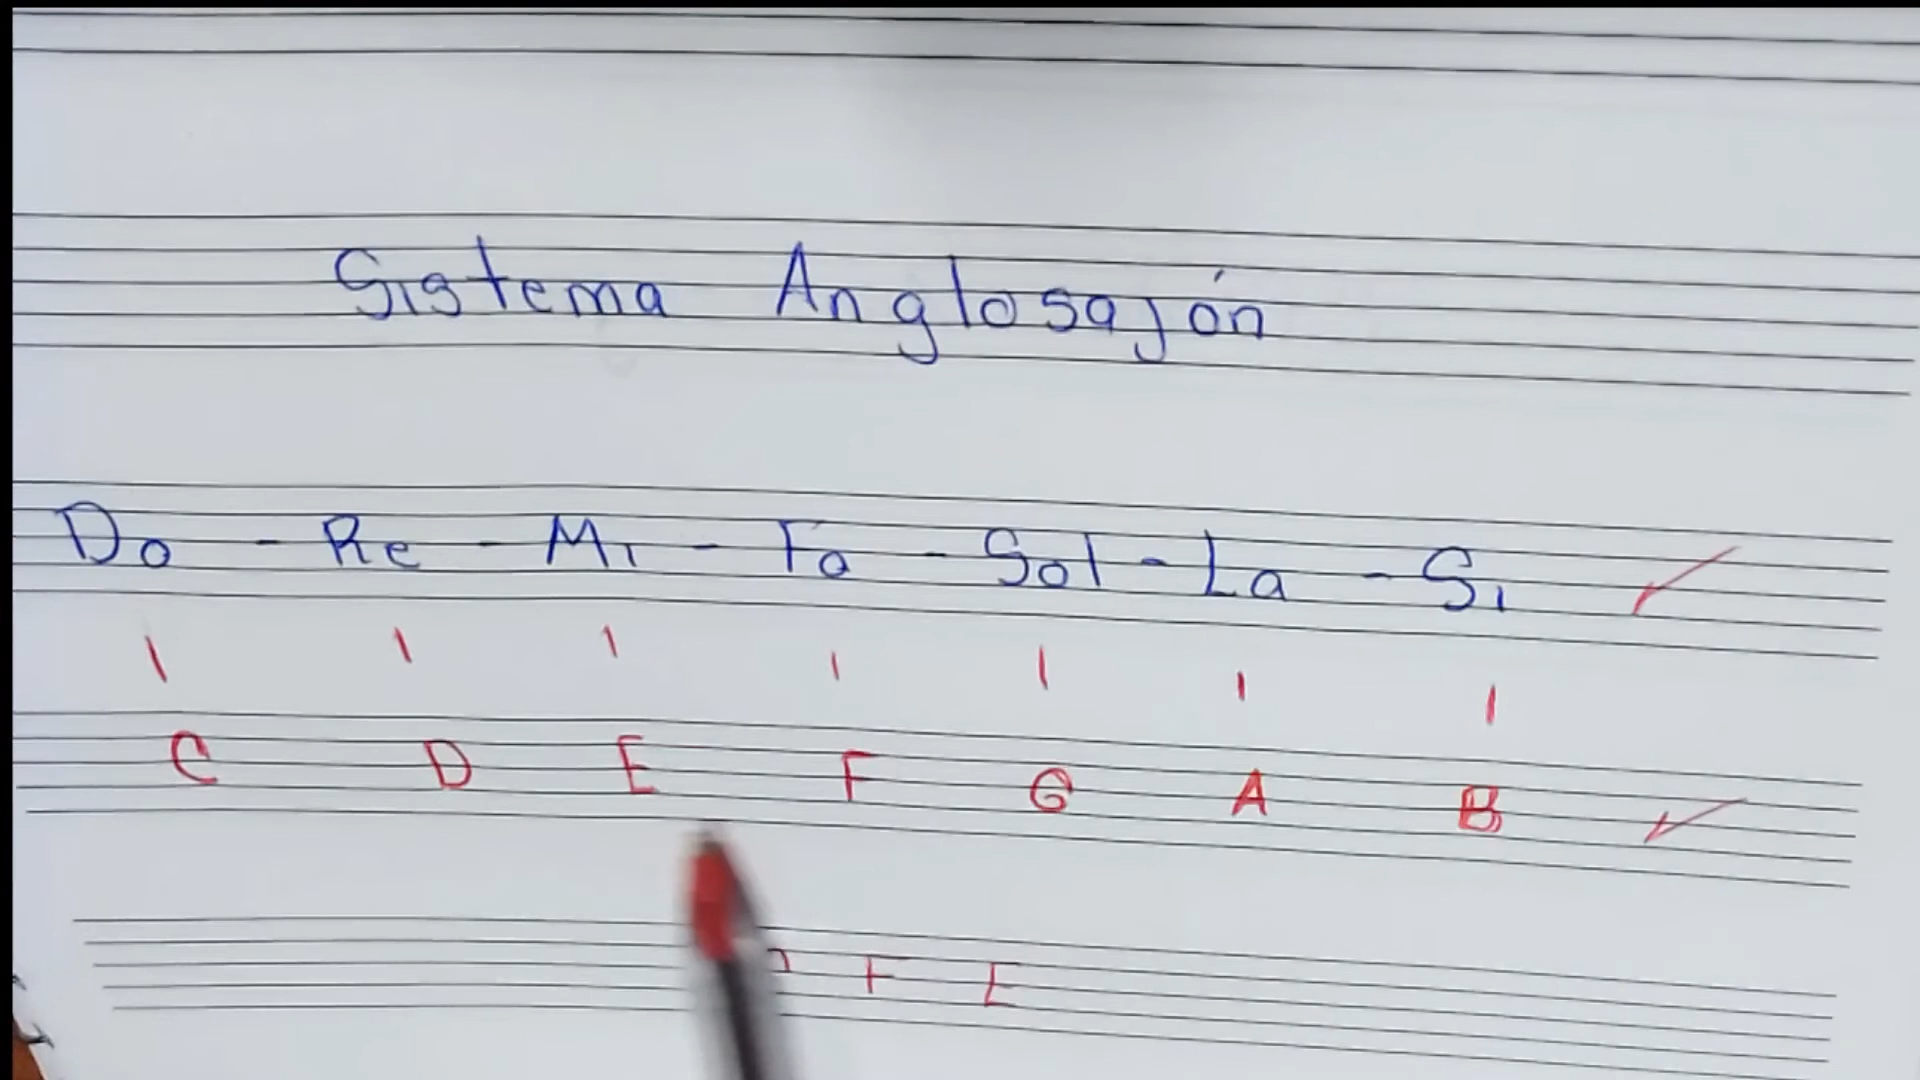 Sistema Anglosajón
Do - Re - Mi - Fa - Sol - La - Si
C D E F G A B
F E